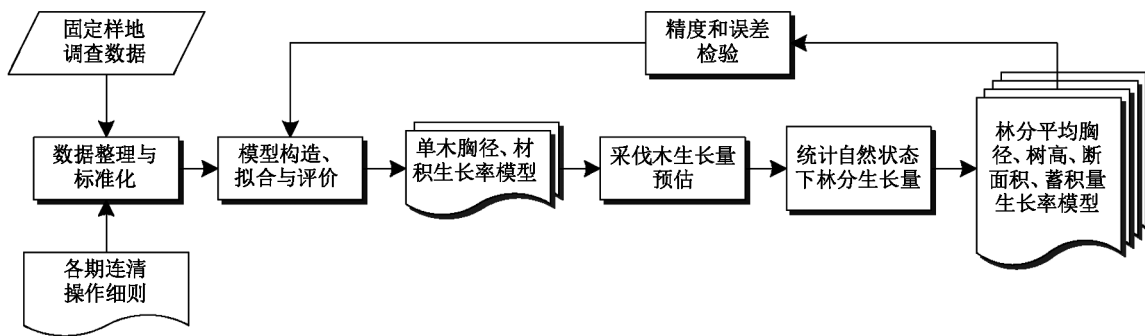 固定样地
调查数据
精度和误差
检验
数据整理与
标准化
模型构造、
拟合与评价
单木胸径、材
积生长率模型
采伐木生长量
预估
统计自然状态
下林分生长量
林分平均胸
径、树高、断
面积、蓄积量
生长率模型
各期连清
操作细则